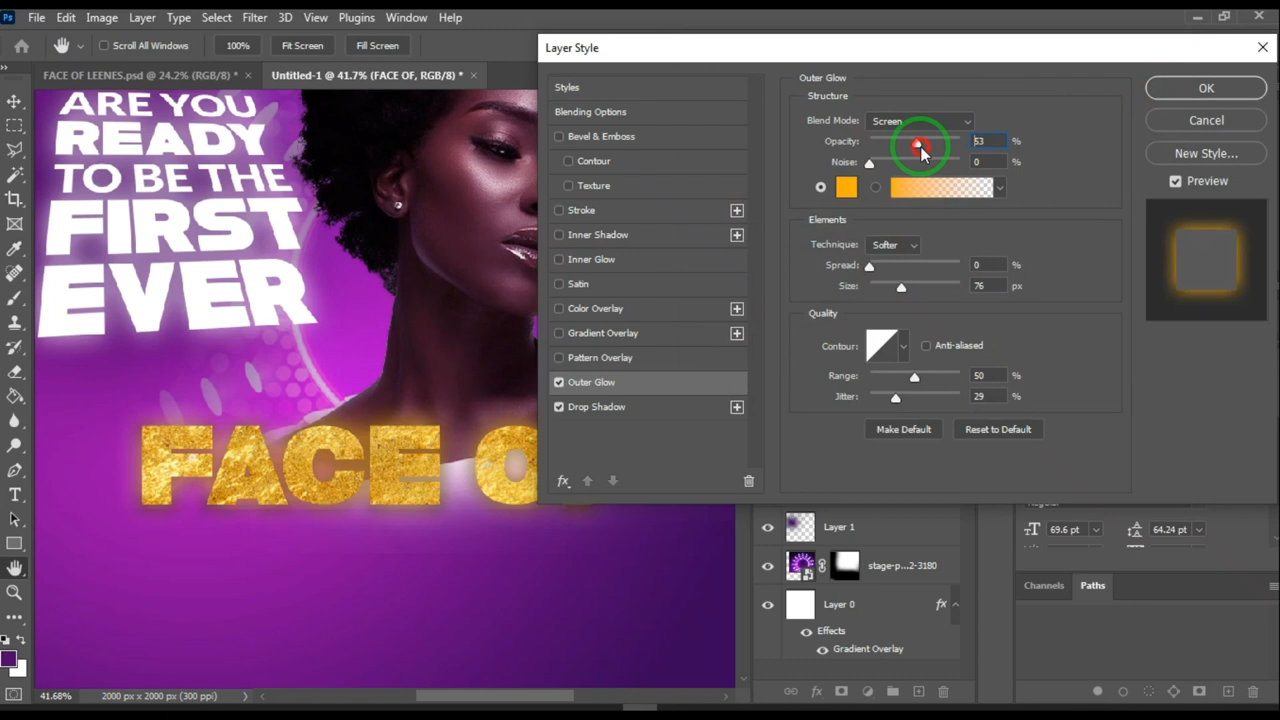 Ps File Edit Image Layer Type Select Filter 3D View Plugins Window Help
Scroll All Windows 100% Fit Screen Fill Screen
FACE OF LEENES.psd @ 24.2% (RGB/8) * × Untitled-1 @ 41.7% (FACE OF, RGB/8) * ×
ARE YOU
READY
TO BE THE
FIRST
EVER
FACE O
Layer Style
Styles
Blending Options
Bevel & Emboss
Contour
Texture
Stroke
Inner Shadow
Inner Glow
Satin
Color Overlay
Gradient Overlay
Pattern Overlay
Outer Glow
Drop Shadow
fx
Outer Glow
Structure
Blend Mode: Screen
Opacity: 53 %
Noise: 0 %
Elements
Technique: Softer
Spread: 0 %
Size: 76 px
Quality
Contour: Anti-aliased
Range: 50 %
Jitter: 29 %
Make Default Reset to Default
OK
Cancel
New Style...
Preview
Layer 1
stage-p...2-3180
Layer 0 fx
Effects
Gradient Overlay
fx
69.6 pt 64.24 pt
Channels Paths
41.68% 2000 px x 2000 px (300 ppi)